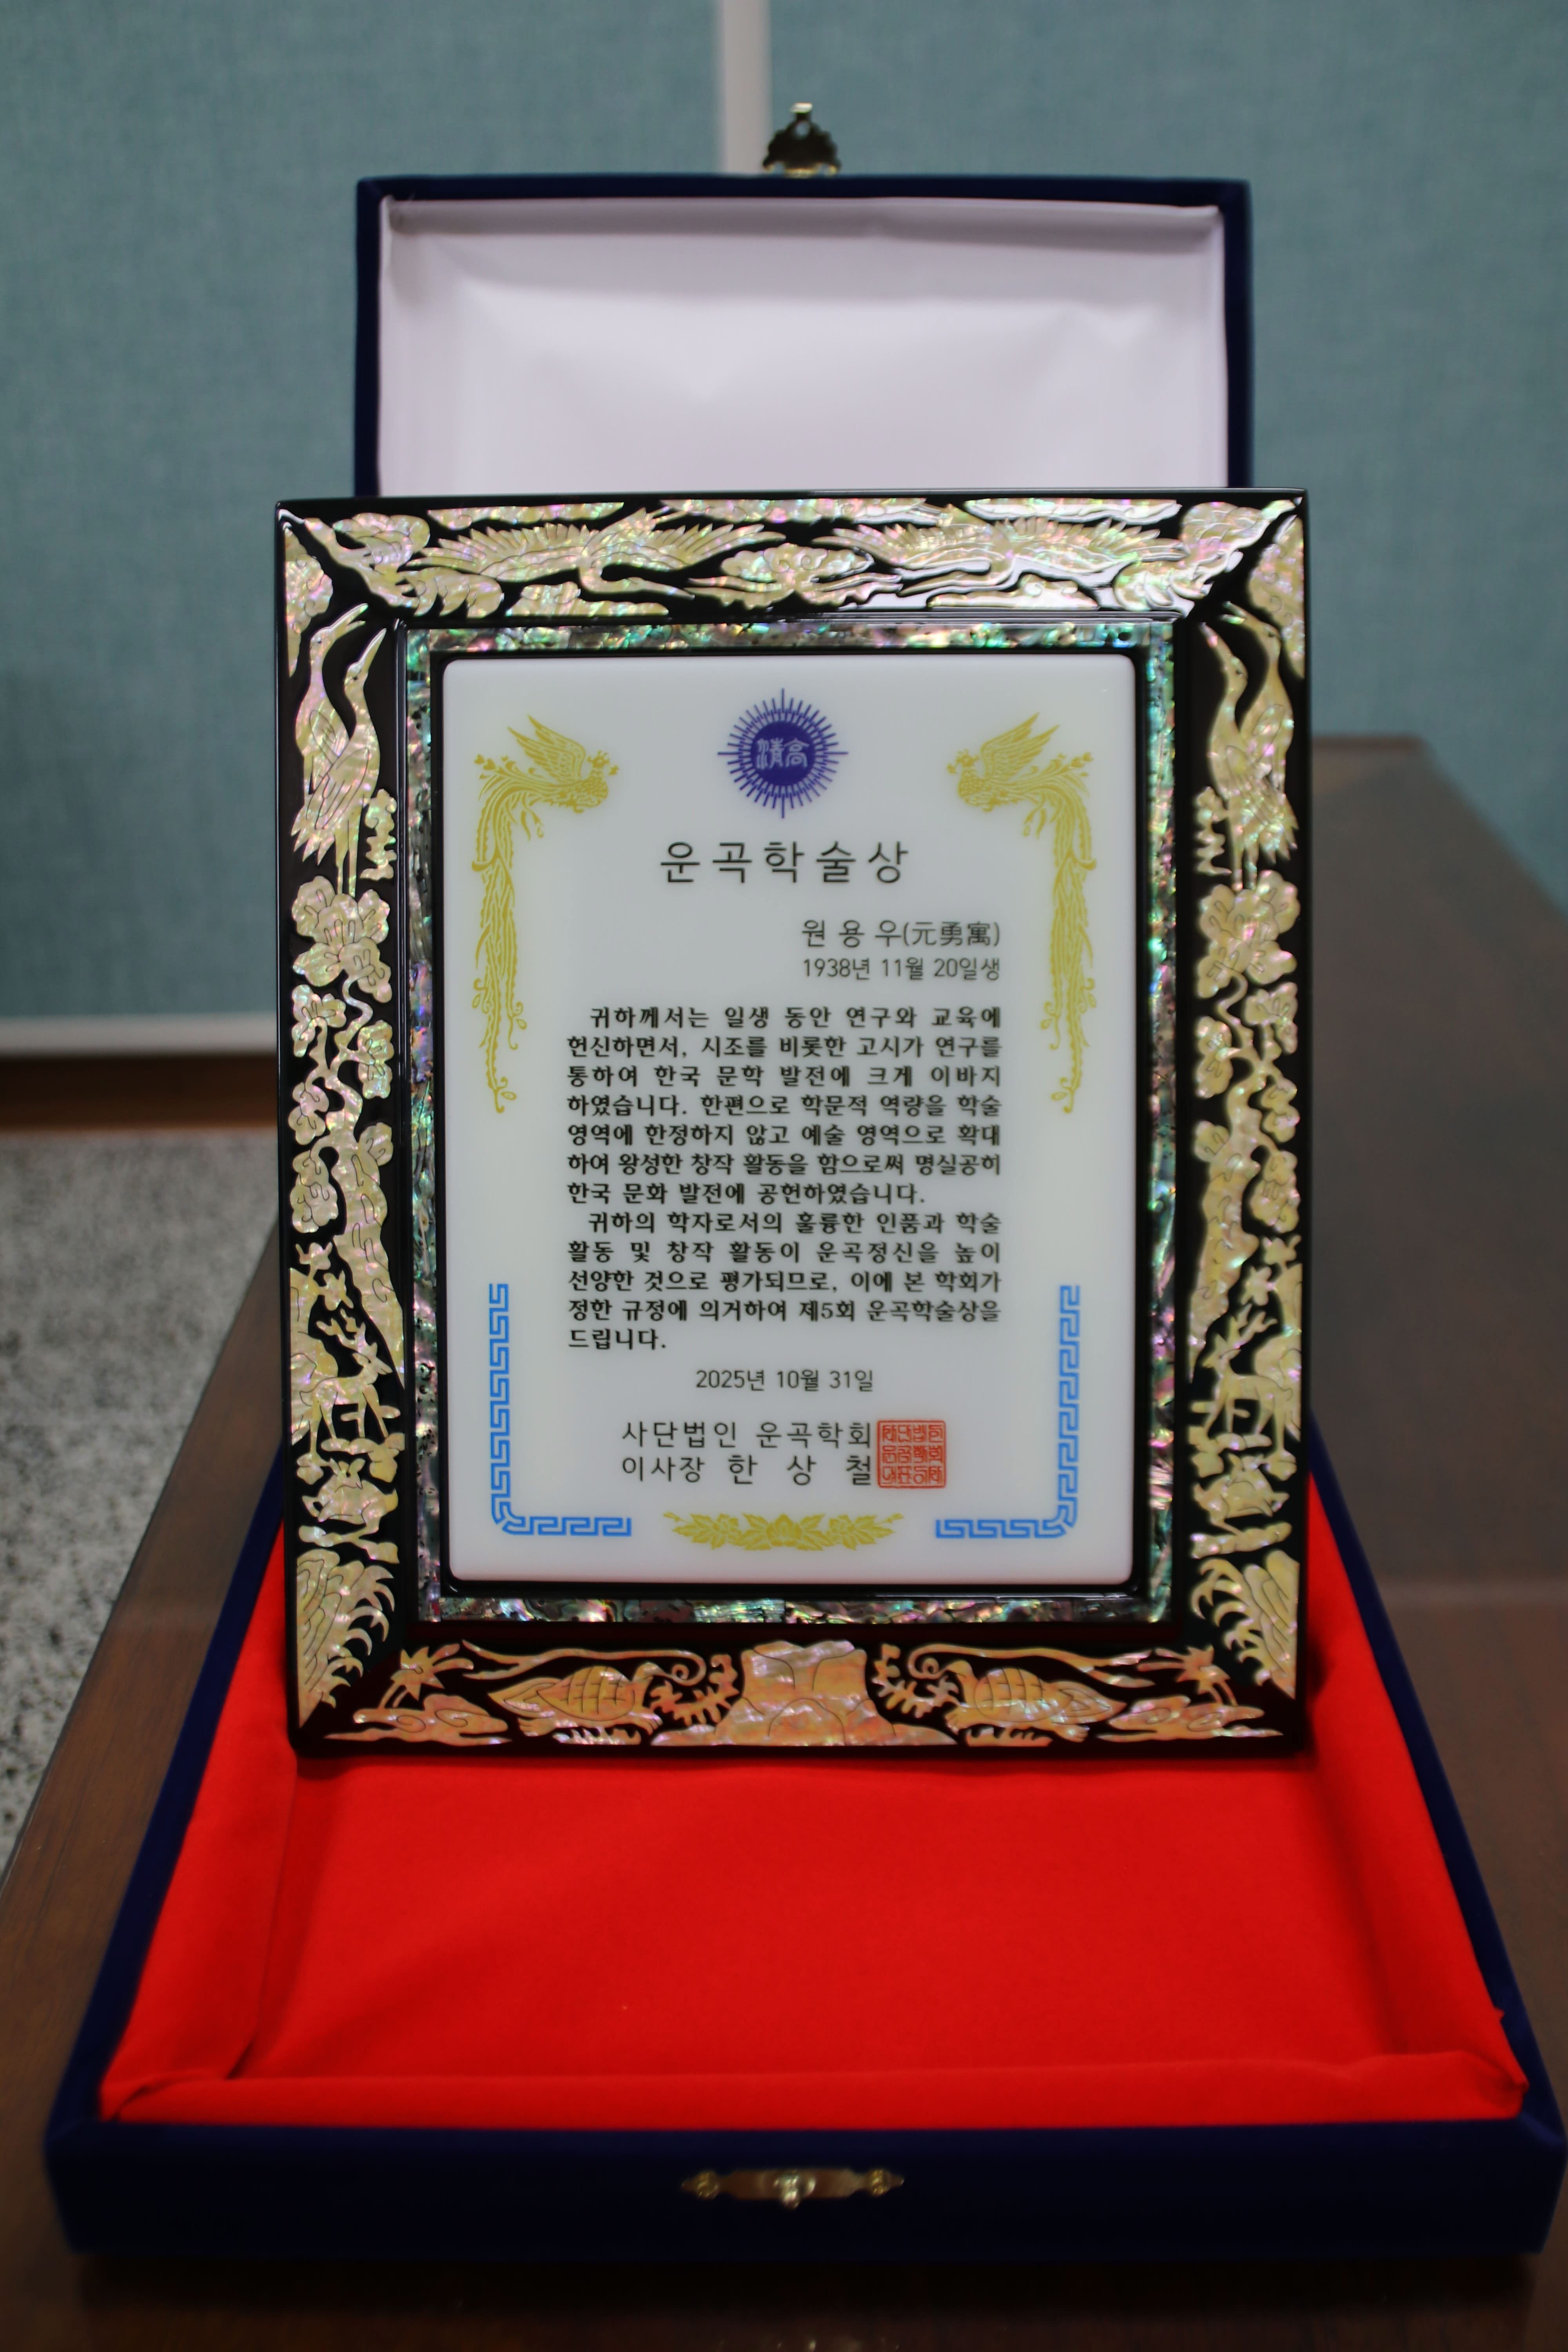 清高
운곡학술상
원 용 우(元勇寓)
1938년 11월 20일생
귀하께서는 일생 동안 연구와 교육에
헌신하면서, 시조를 비롯한 고시가 연구를
통하여 한국 문학 발전에 크게 이바지
하였습니다. 한편으로 학문적 역량을 학술
영역에 한정하지 않고 예술 영역으로 확대
하여 왕성한 창작 활동을 함으로써 명실공히
한국 문화 발전에 공헌하였습니다.
귀하의 학자로서의 훌륭한 인품과 학술
활동 및 창작 활동이 운곡정신을 높이
선양한 것으로 평가되므로, 이에 본 학회가
정한 규정에 의거하여 제5회 운곡학술상을
드립니다.
2025년 10월 31일
사단법인 운곡학회
이사장 한 상 철